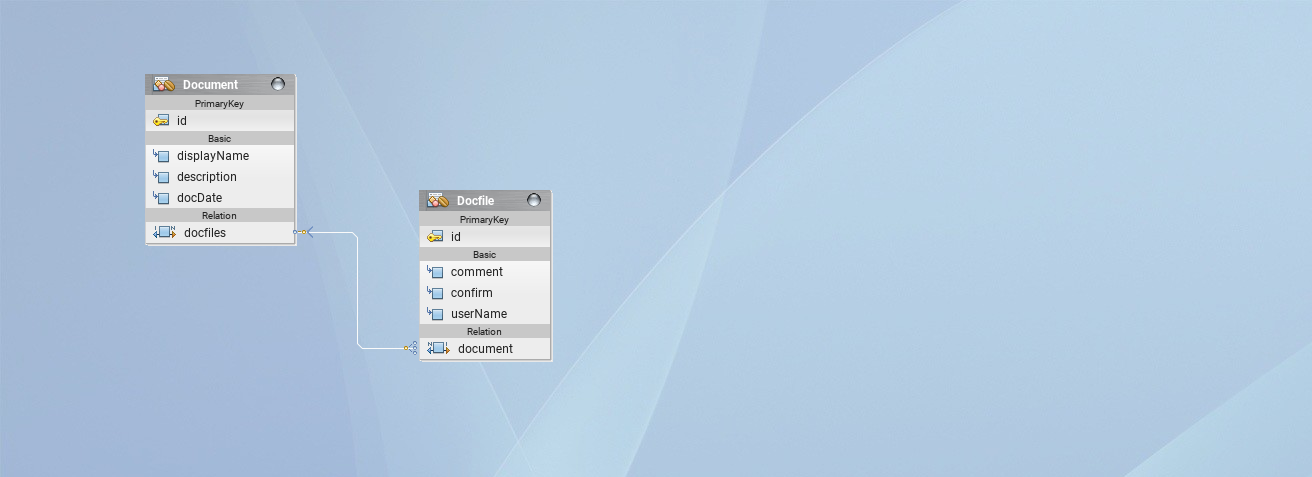 Document
PrimaryKey
id
Basic
displayName
description
docDate
Relation
docfiles
Docfile
PrimaryKey
id
Basic
comment
confirm
userName
Relation
document